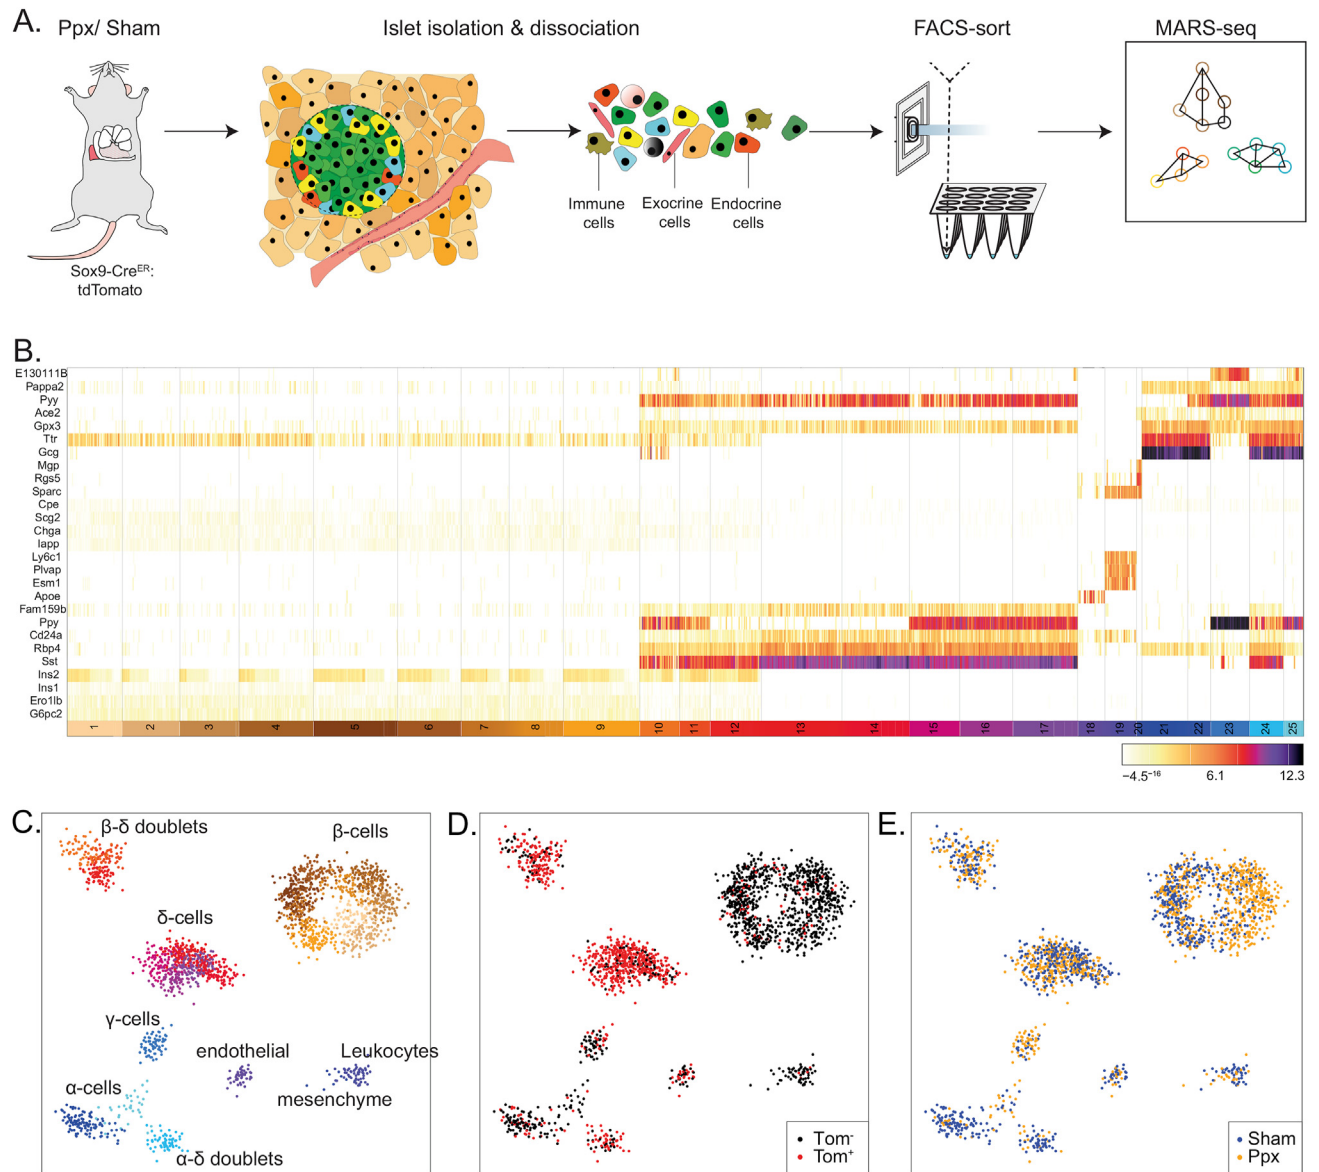 A.
Ppx/ Sham
Islet isolation & dissociation
FACS-sort
MARS-seq
Immune cells
Exocrine cells
Endocrine cells
Sox9-Cre^ER:
tdTomato
B.
E130111B
Pappa2
Pyy
Ace2
Gpx3
Ttr
Gcg
Mgp
Rgs5
Sparc
Cpe
Scg2
Chga
Iapp
Ly6c1
Plvap
Esm1
Apoe
Fam159b
Ppy
Cd24a
Rbp4
Sst
Ins2
Ins1
Ero1lb
G6pc2
1 2 3 4 5 6 7 8 9 10 11 12 13 14 15 16 17 18 19 20 21 22 23 24 25
−4.5⁻¹⁶ 6.1 12.3
C.
β-δ doublets
β-cells
δ-cells
γ-cells
endothelial
Leukocytes
α-cells
mesenchyme
α-δ doublets
D.
Tom⁻
Tom⁺
E.
Sham
Ppx